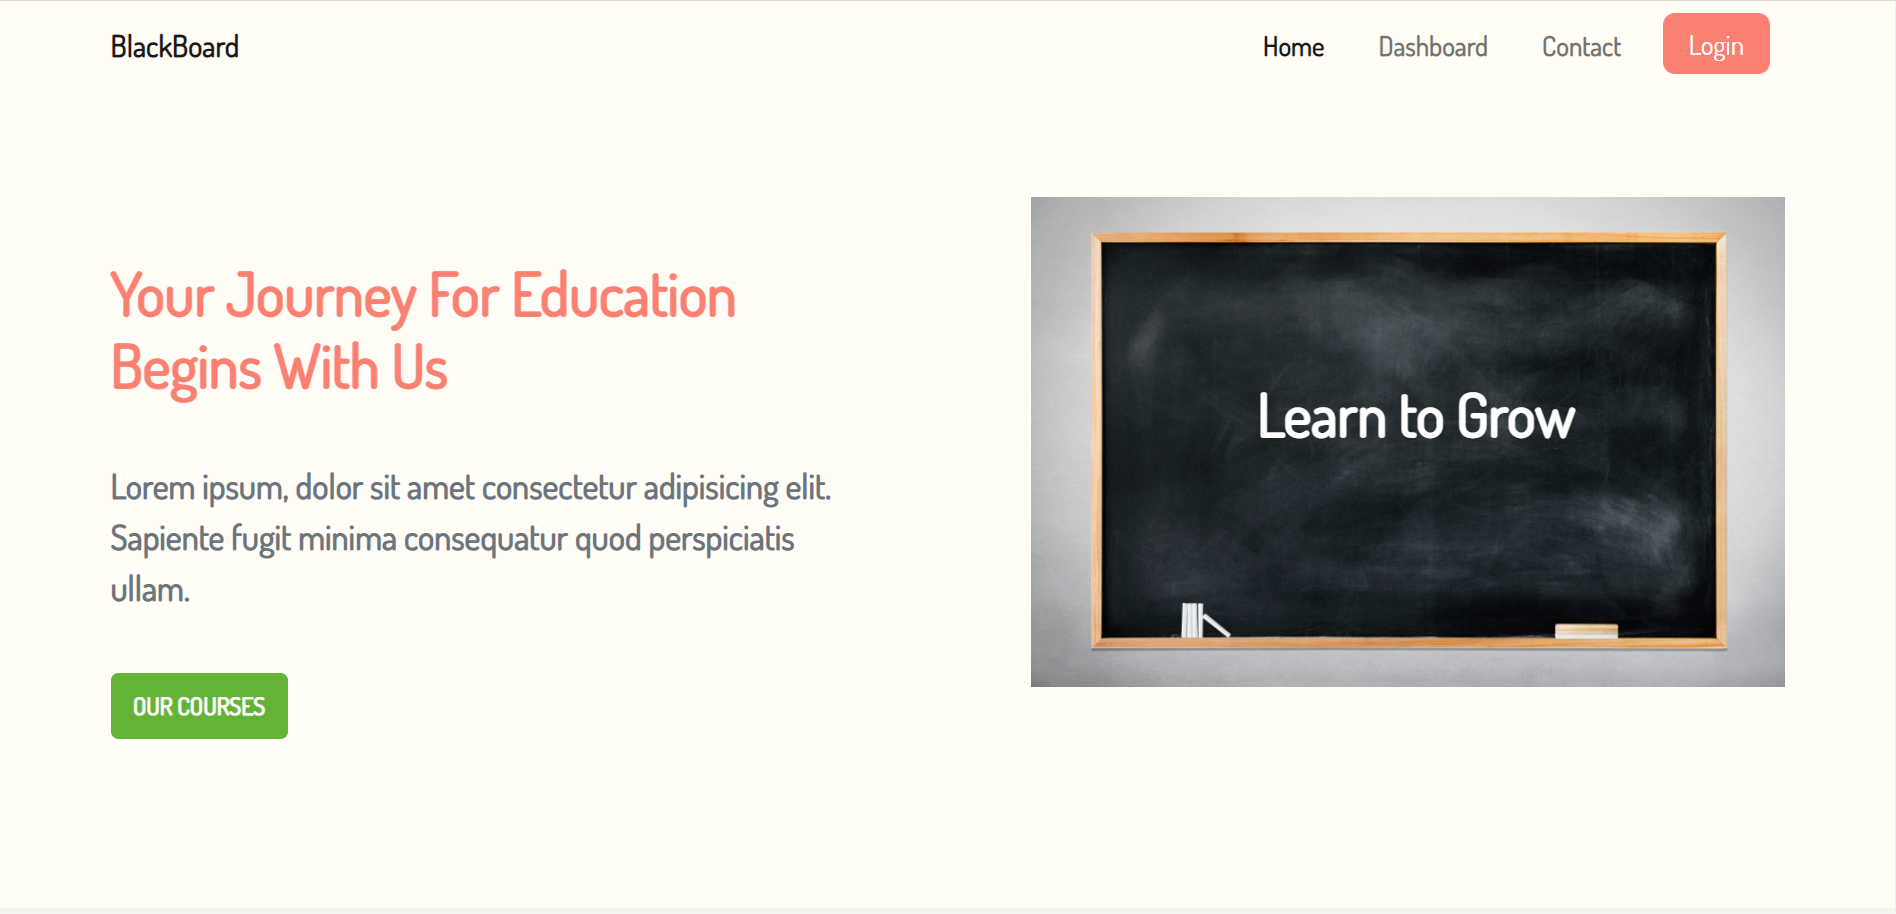 BlackBoard
Home
Dashboard
Contact
Login
Your Journey For Education
Begins With Us
Lorem ipsum, dolor sit amet consectetur adipisicing elit.
Sapiente fugit minima consequatur quod perspiciatis
ullam.
OUR COURSES
Learn to Grow